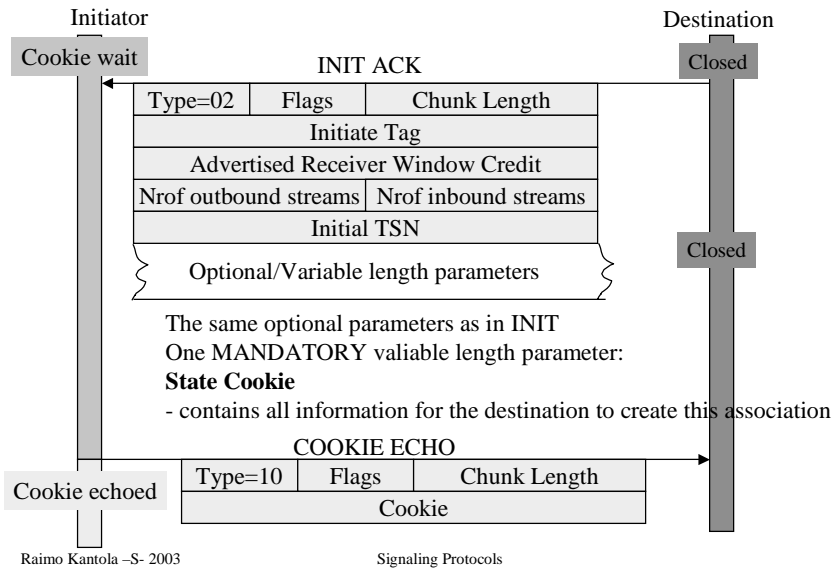 Initiator
Destination
Cookie wait
INIT ACK
Closed
Type=02 Flags Chunk Length
Initiate Tag
Advertised Receiver Window Credit
Nrof outbound streams Nrof inbound streams
Initial TSN
Closed
Optional/Variable length parameters
The same optional parameters as in INIT
One MANDATORY valiable length parameter:
State Cookie
- contains all information for the destination to create this association
COOKIE ECHO
Type=10 Flags Chunk Length
Cookie echoed
Cookie
Raimo Kantola –S- 2003 Signaling Protocols